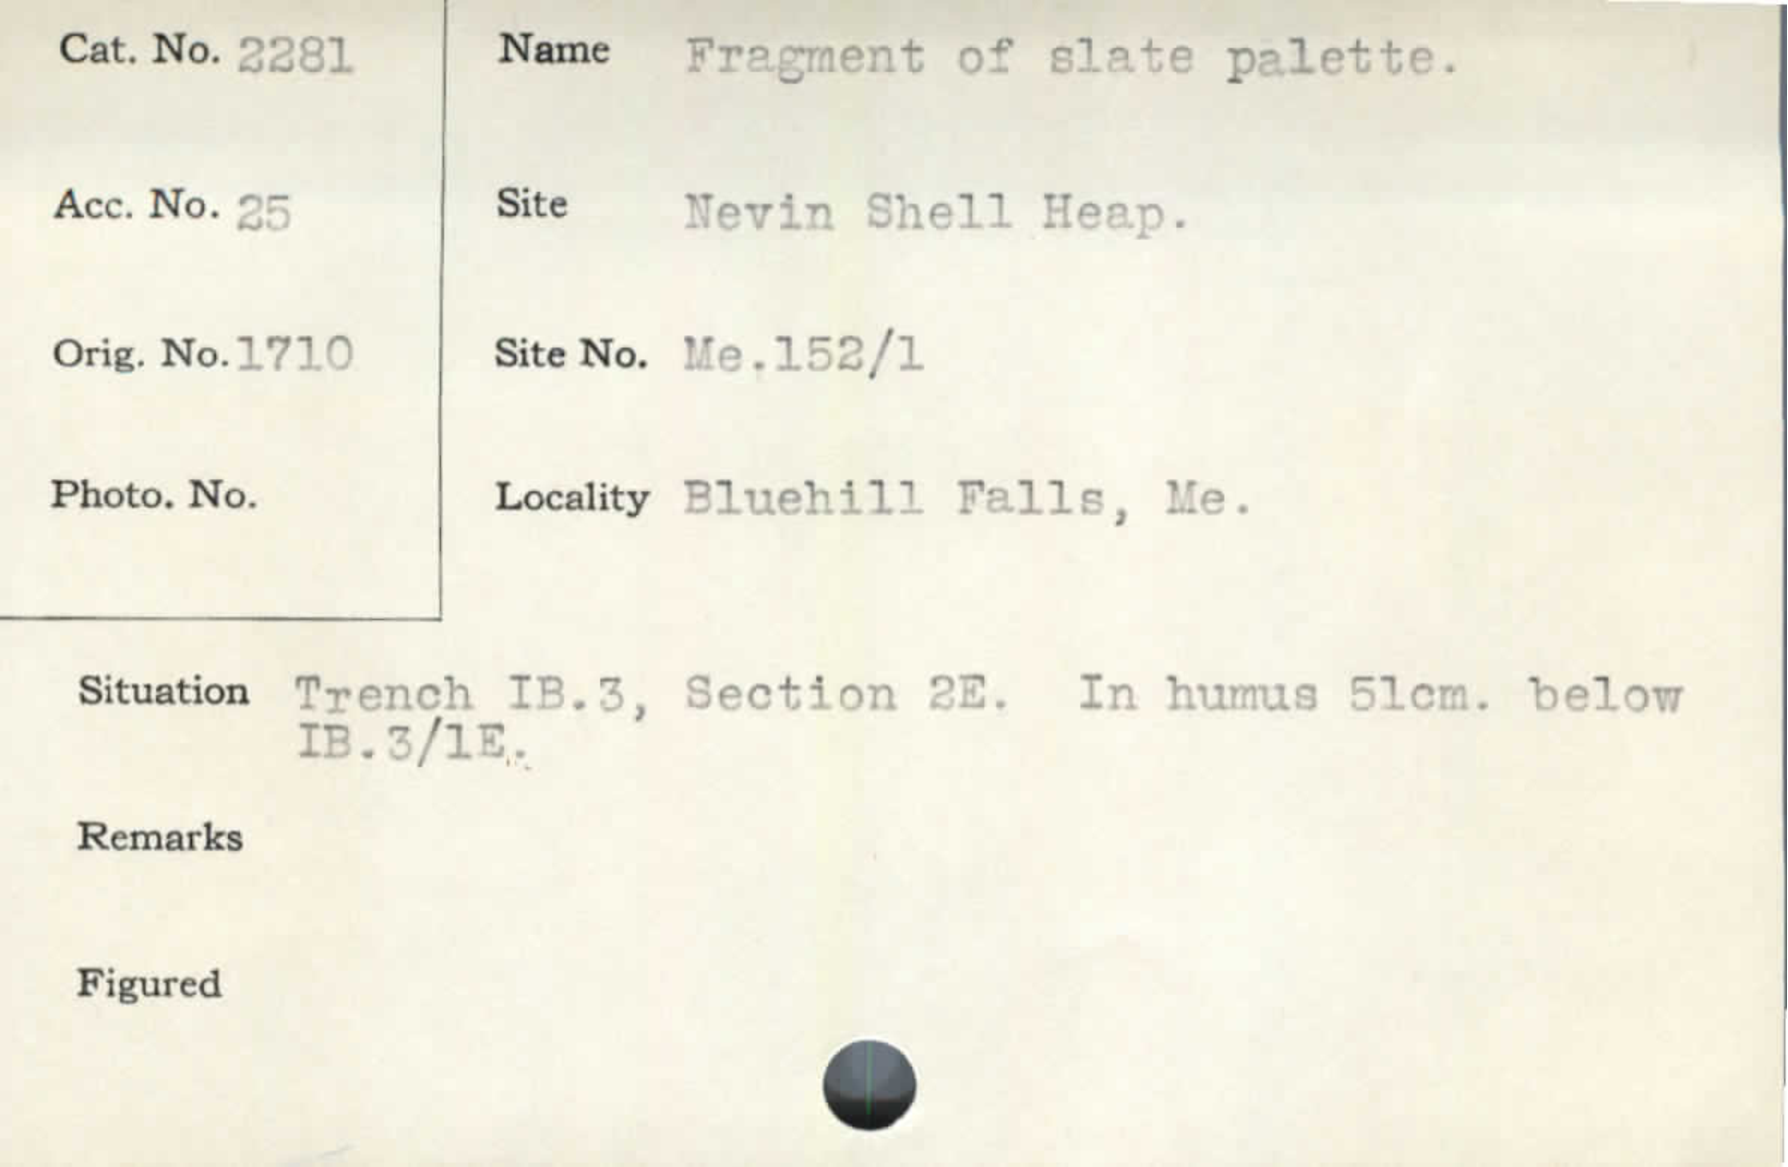 Cat. No. 2281
Name Fragment of slate palette.
Acc. No. 25
Site Nevin Shell Heap.
Orig. No. 1710
Site No. Me.152/1
Photo. No.
Locality Bluehill Falls, Me.
Situation Trench IB.3, Section 2E. In humus 51cm. below
IB.3/1E.
Remarks
Figured